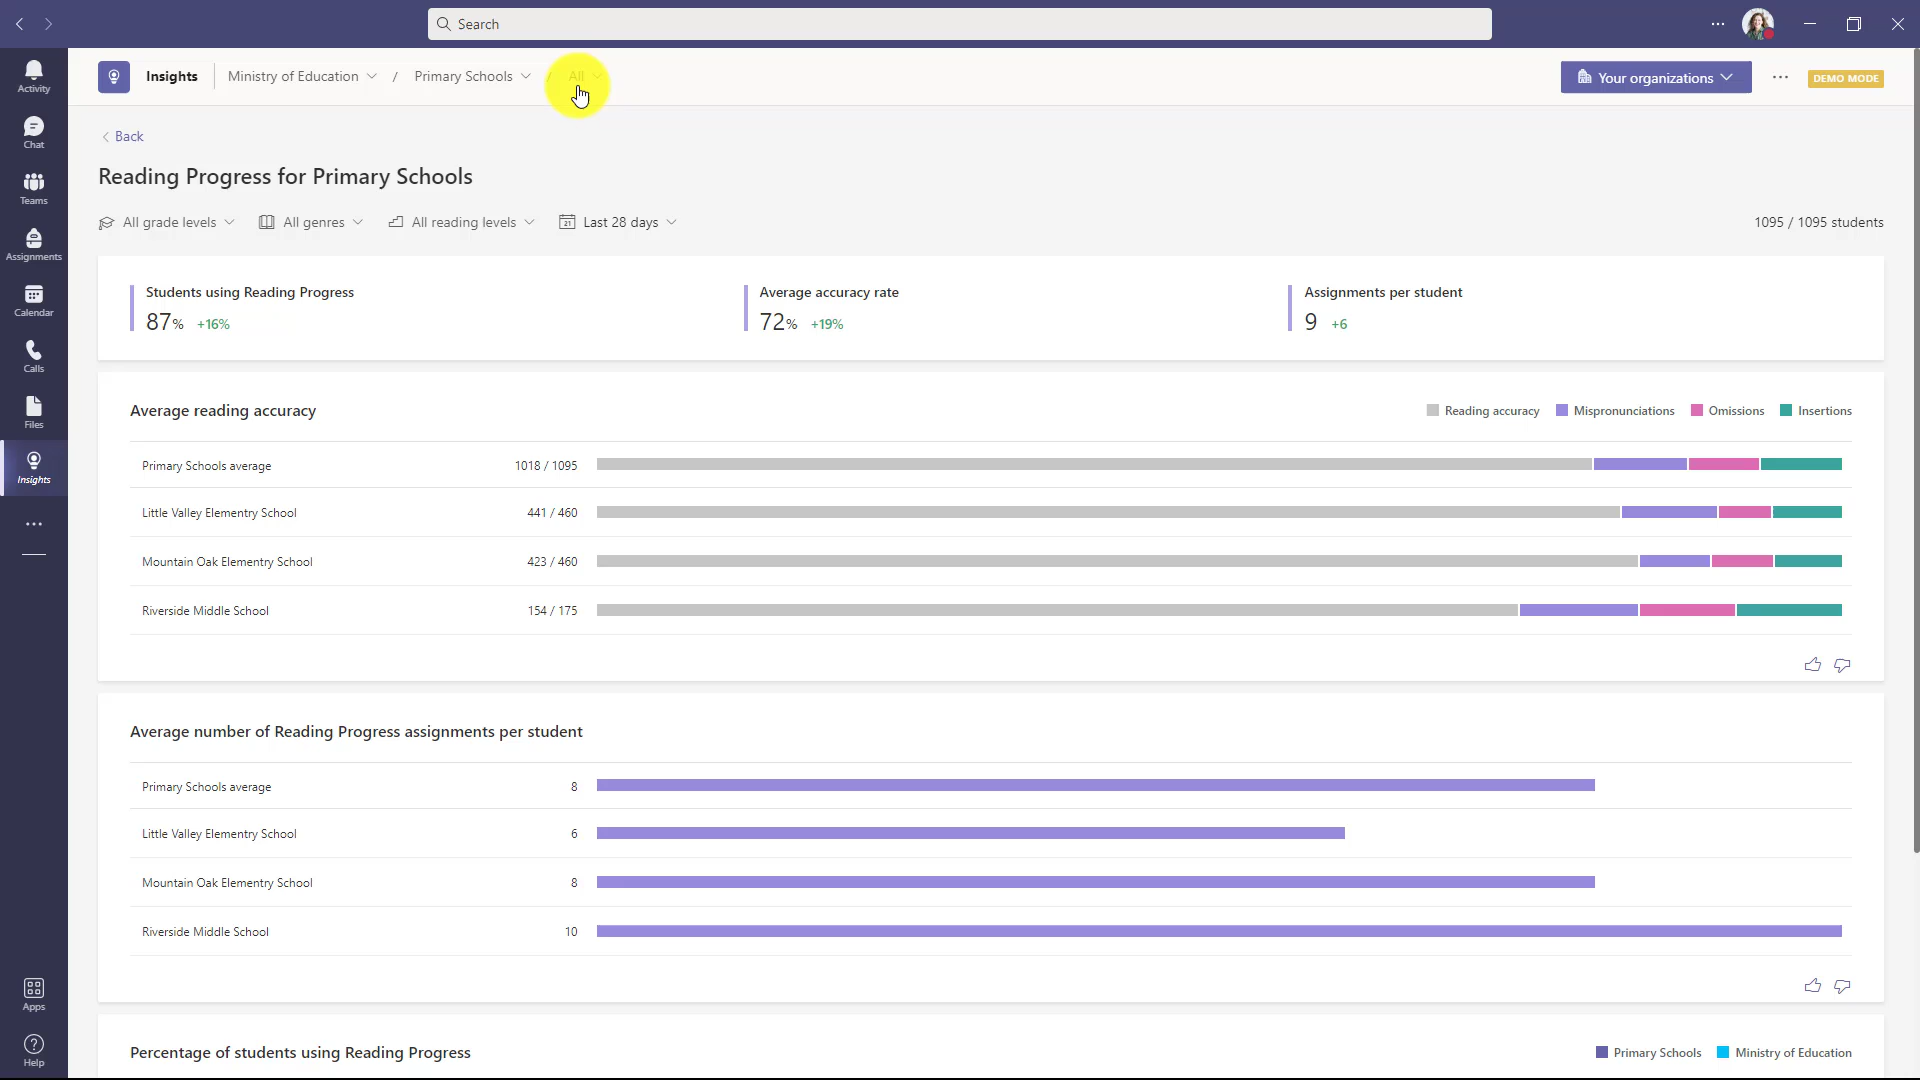 Search
Insights Ministry of Education / Primary Schools / All
Your organizations
DEMO MODE
Activity
Chat
Teams
Assignments
Calendar
Calls
Files
Insights
Apps
Help
Back
Reading Progress for Primary Schools
All grade levels All genres All reading levels 21 Last 28 days 1095 / 1095 students
Students using Reading Progress
87% +16%
Average accuracy rate
72% +19%
Assignments per student
9 +6
Average reading accuracy Reading accuracy Mispronunciations Omissions Insertions
Primary Schools average 1018 / 1095
Little Valley Elementry School 441 / 460
Mountain Oak Elementry School 423 / 460
Riverside Middle School 154 / 175
Average number of Reading Progress assignments per student
Primary Schools average 8
Little Valley Elementry School 6
Mountain Oak Elementry School 8
Riverside Middle School 10
Percentage of students using Reading Progress Primary Schools Ministry of Education